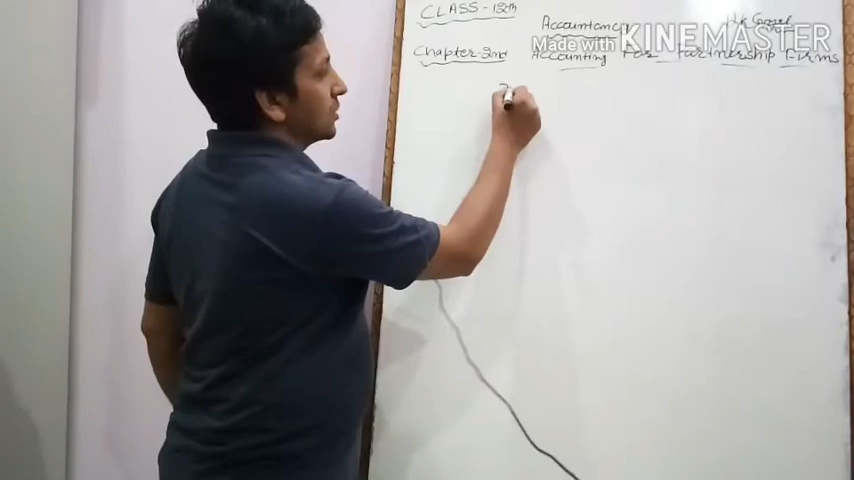 CLASS - 12th Accountancy
Made with KINEMASTER
Chapter-2nd Accounting For Partnership Firms